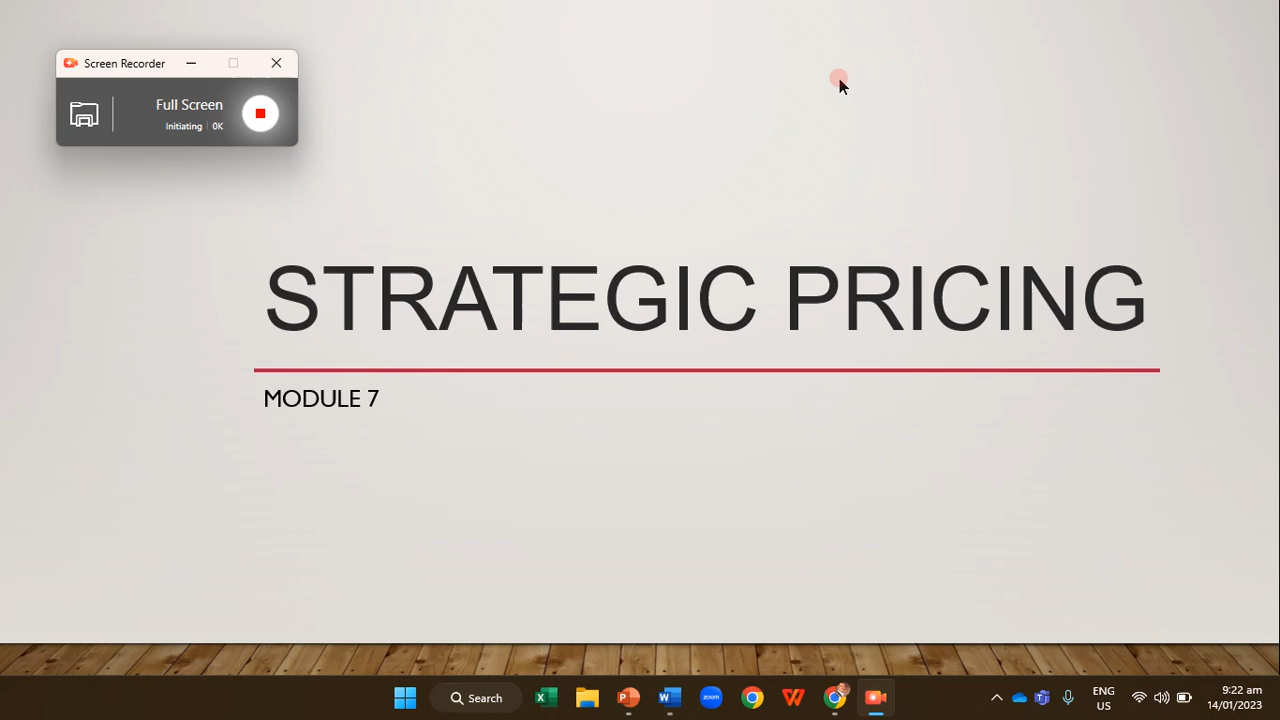 Screen Recorder
Full Screen
Initiating | 0K
STRATEGIC PRICING
MODULE 7
Search
zoom
ENG
US
9:22 am
14/01/2023